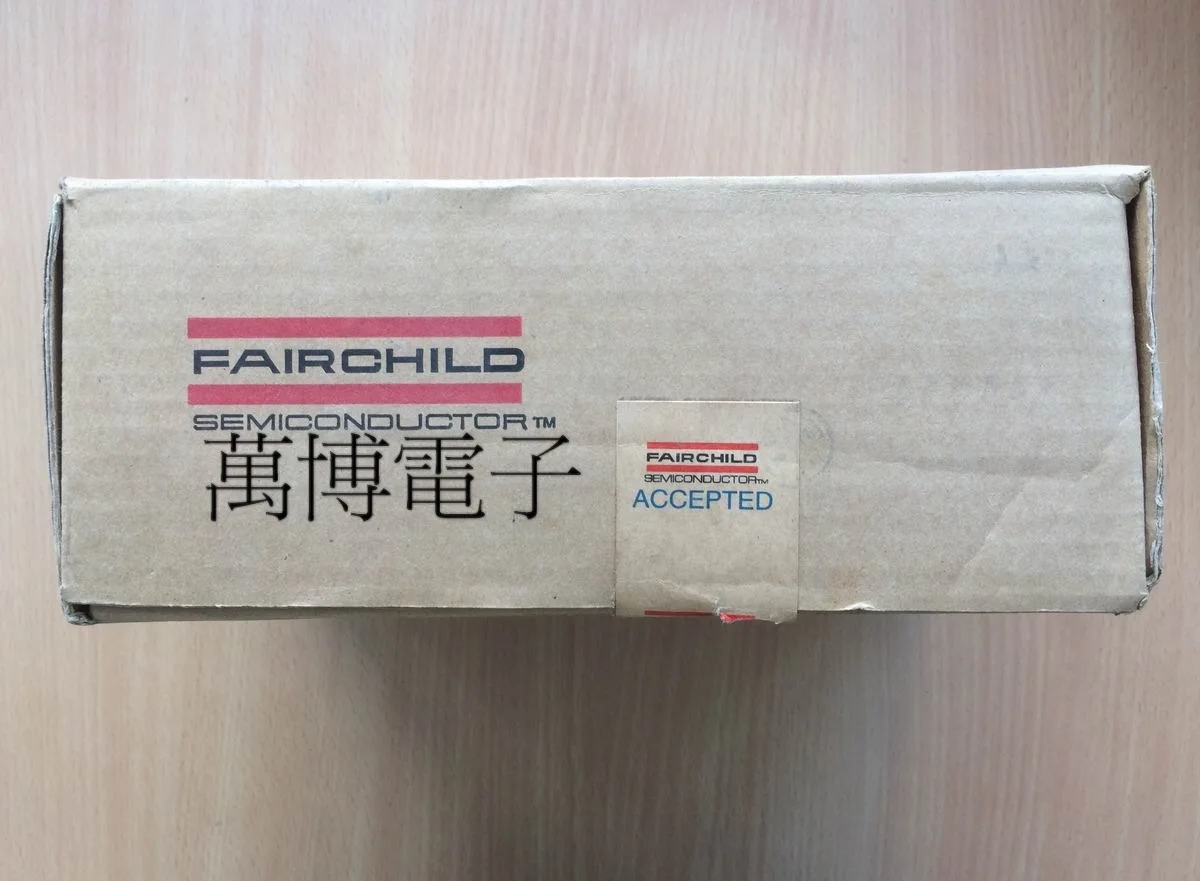 FAIRCHILD
SEMICONDUCTOR™
萬博電子
FAIRCHILD
SEMICONDUCTOR™
ACCEPTED